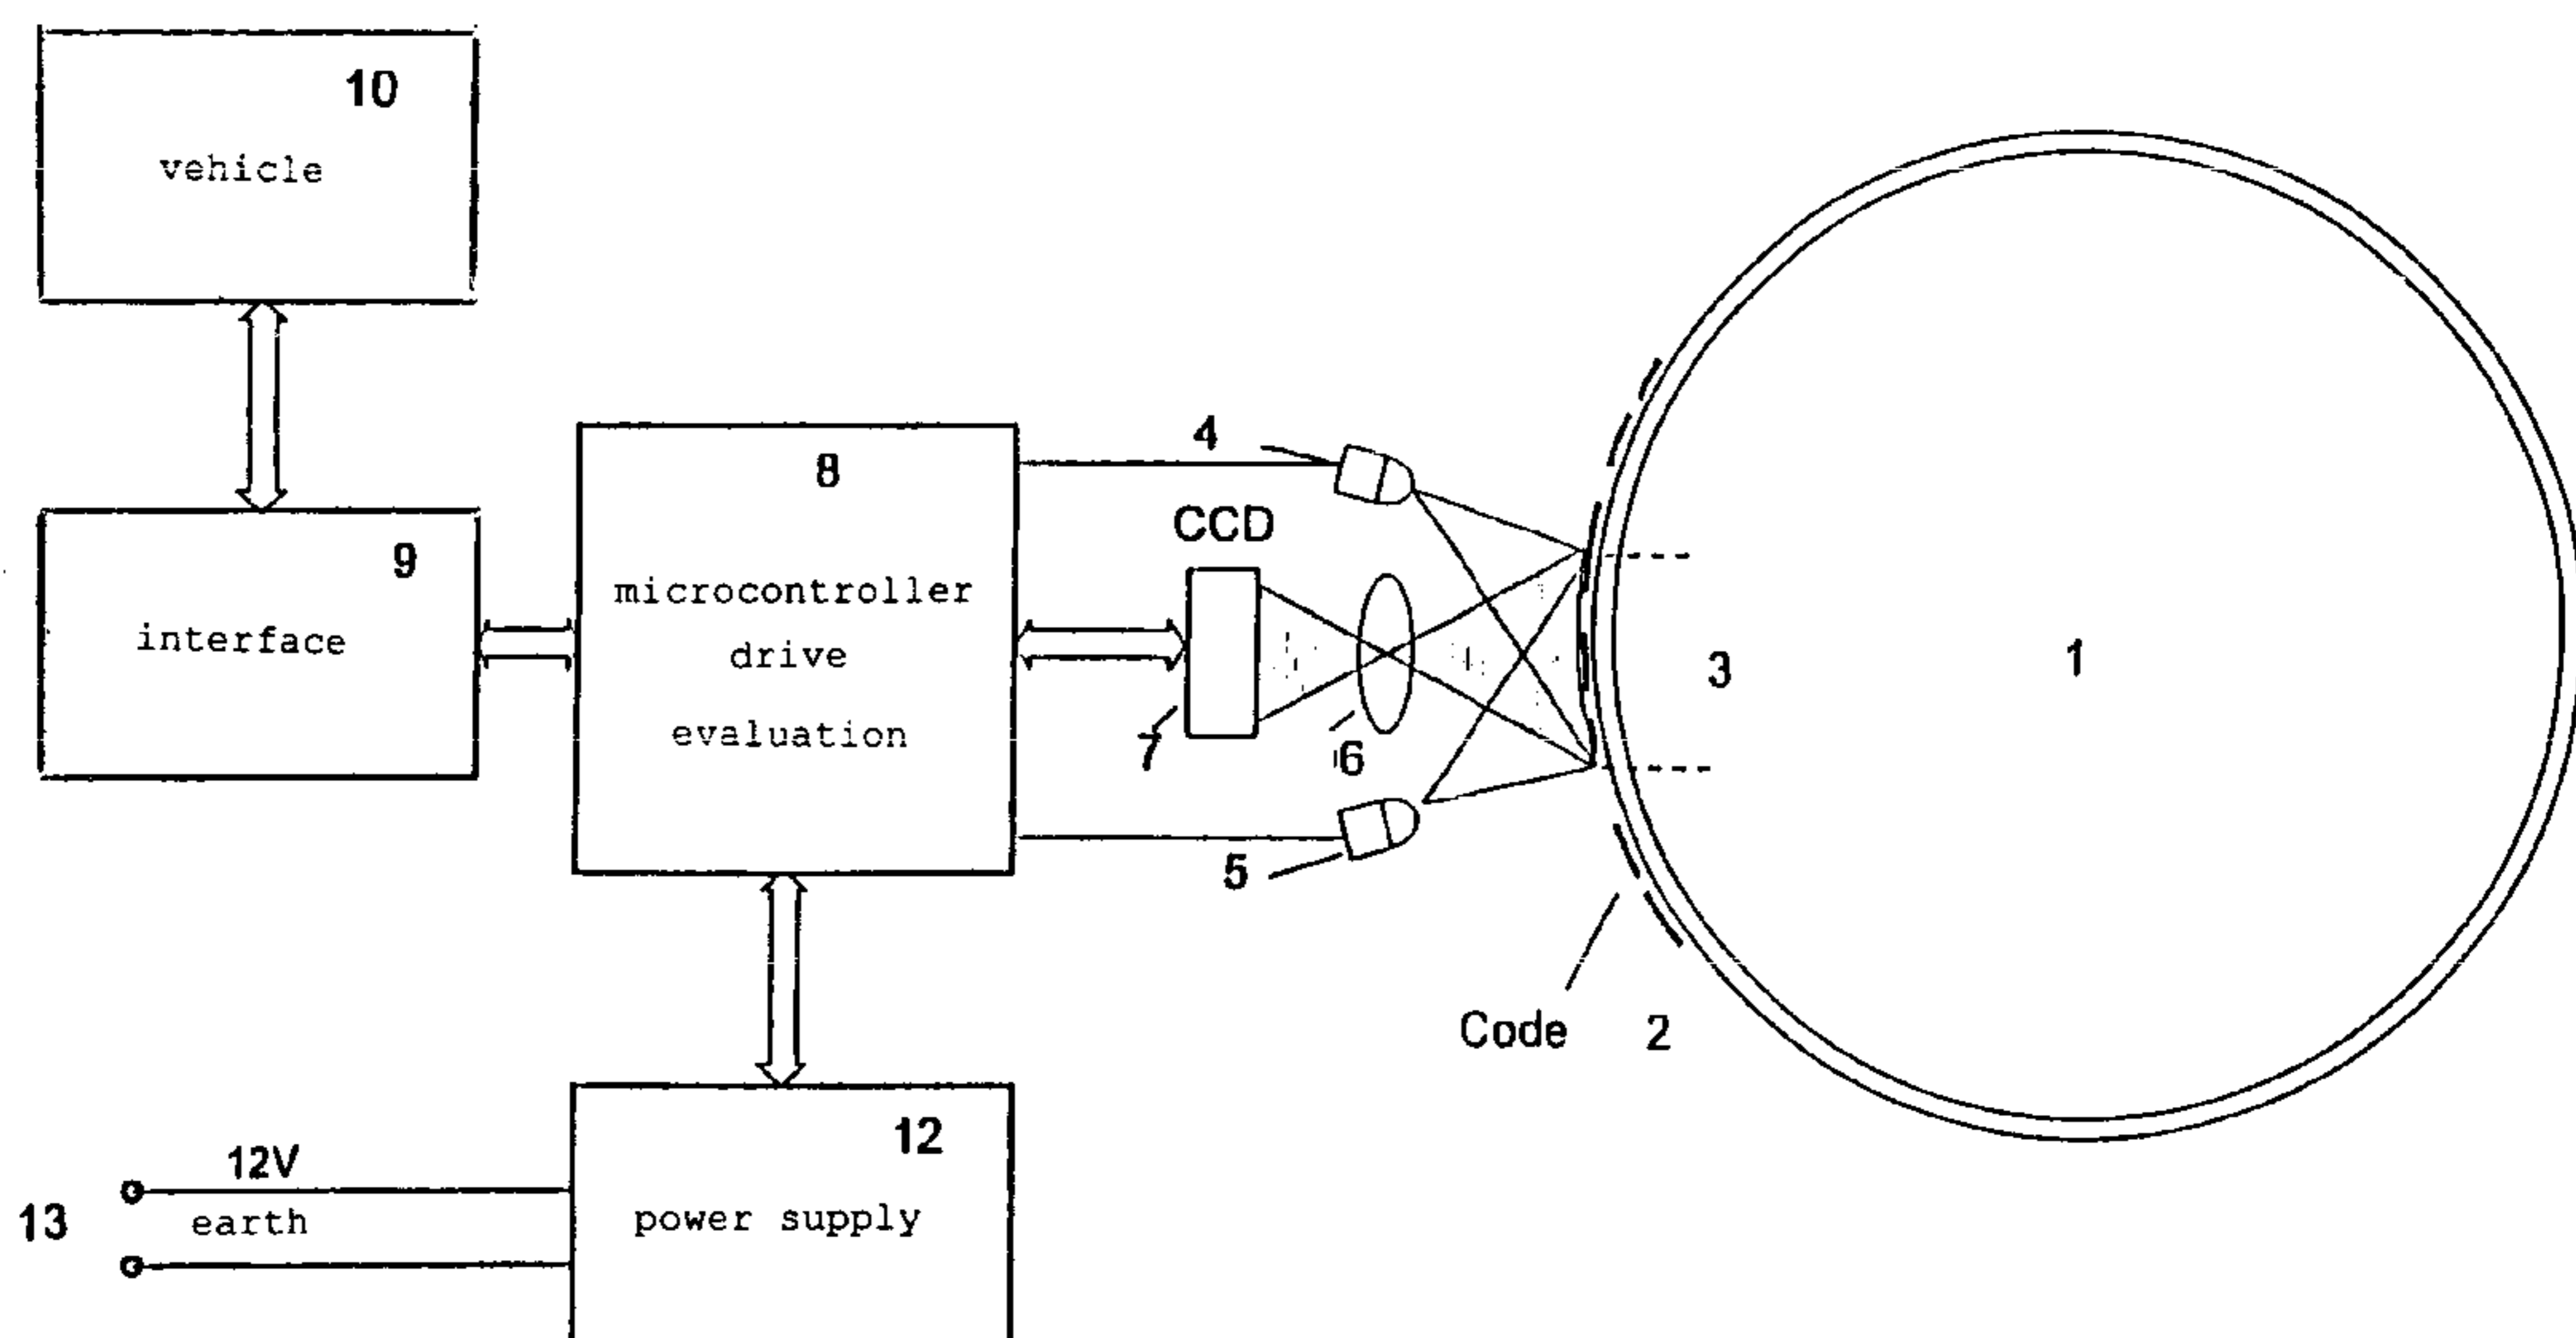 10
vehicle
4
8
CCD
9
microcontroller
interface
drive
3
1
evaluation
7
6
5
Code 2
12
12V
13
earth
power supply